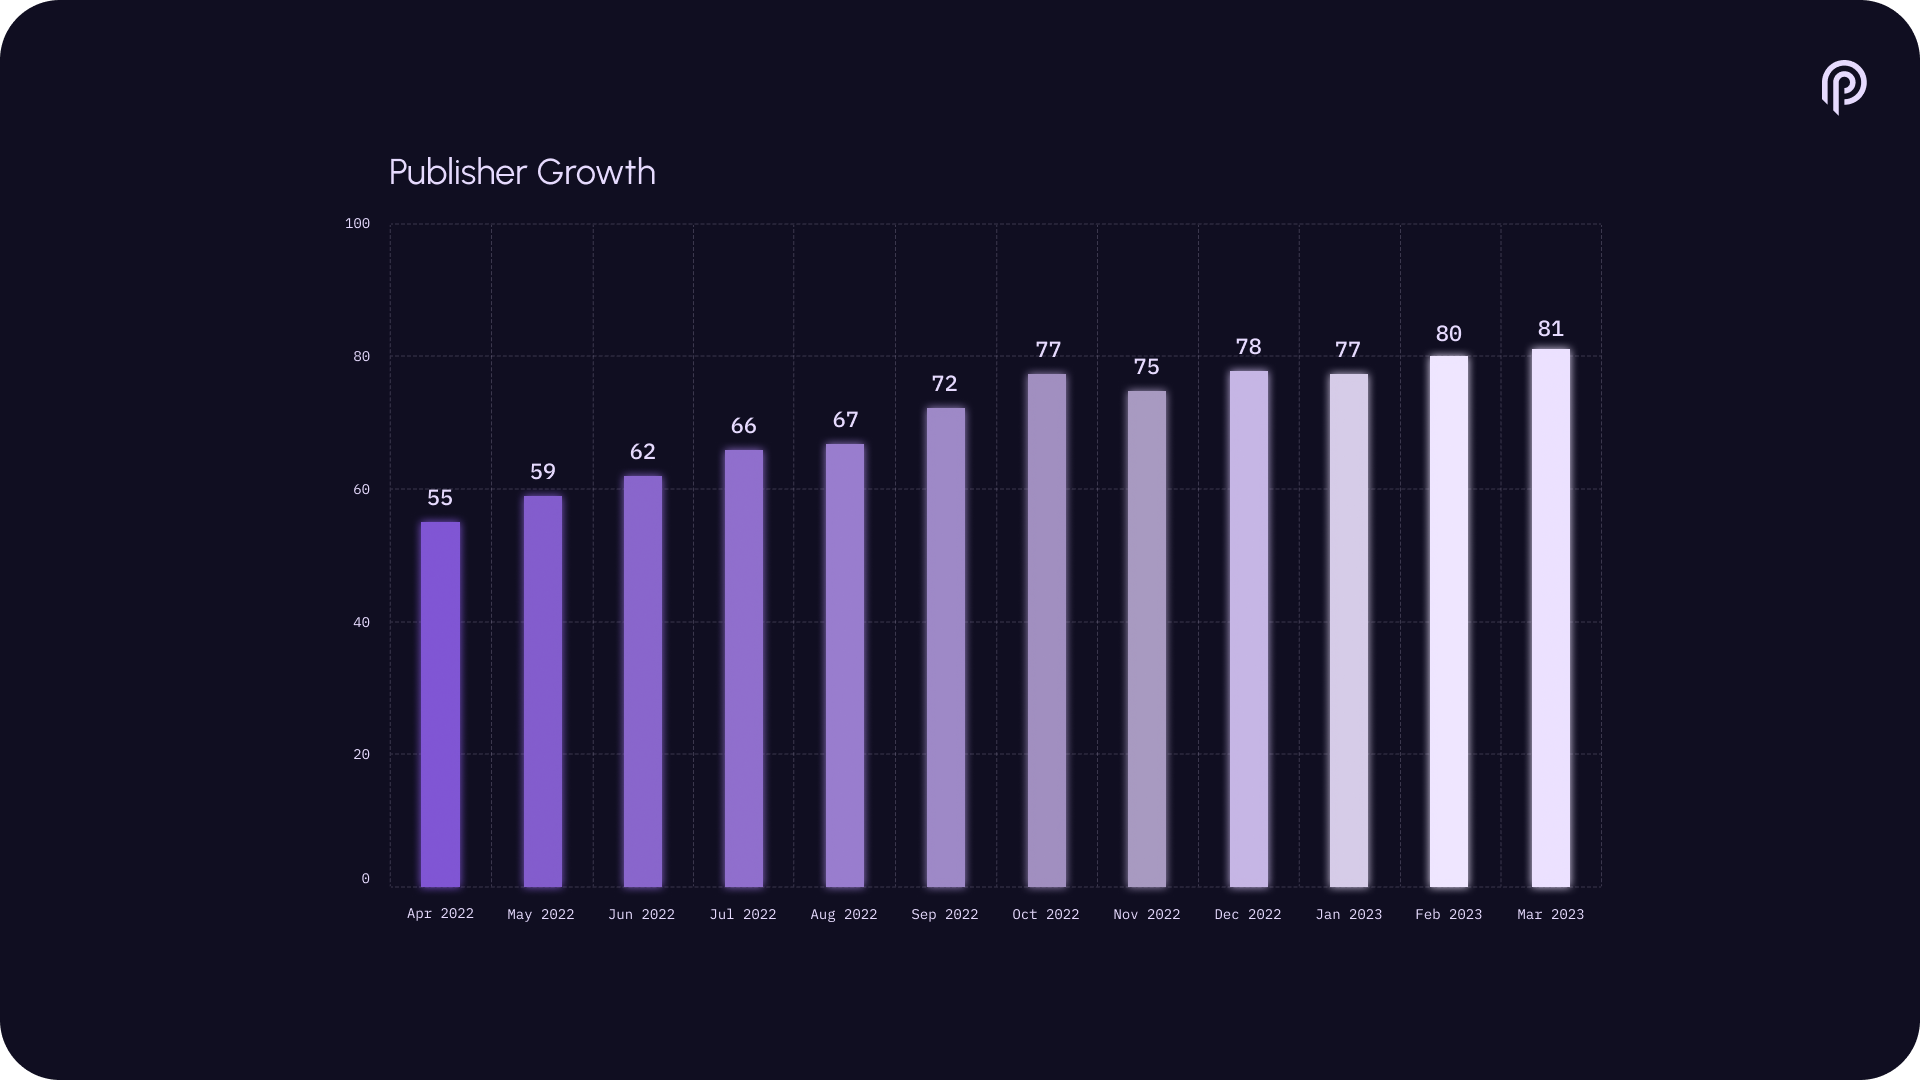 Publisher Growth
100
80
60
40
20
0
55
59
62
66
67
72
77
75
78
77
80
81
Apr 2022
May 2022
Jun 2022
Jul 2022
Aug 2022
Sep 2022
Oct 2022
Nov 2022
Dec 2022
Jan 2023
Feb 2023
Mar 2023